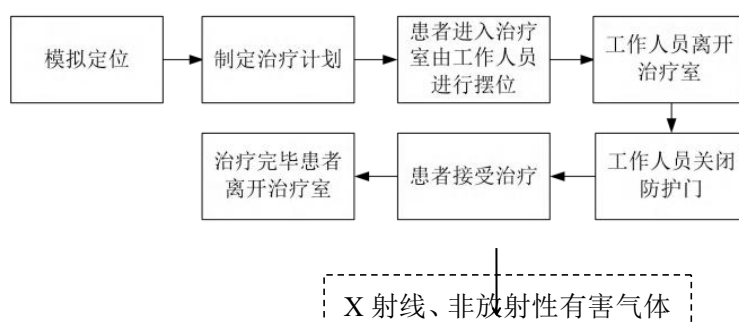 模拟定位
制定治疗计划
患者进入治疗
室由工作人员
进行摆位
工作人员离开
治疗室
工作人员关闭
防护门
患者接受治疗
治疗完毕患者
离开治疗室
X 射线、非放射性有害气体